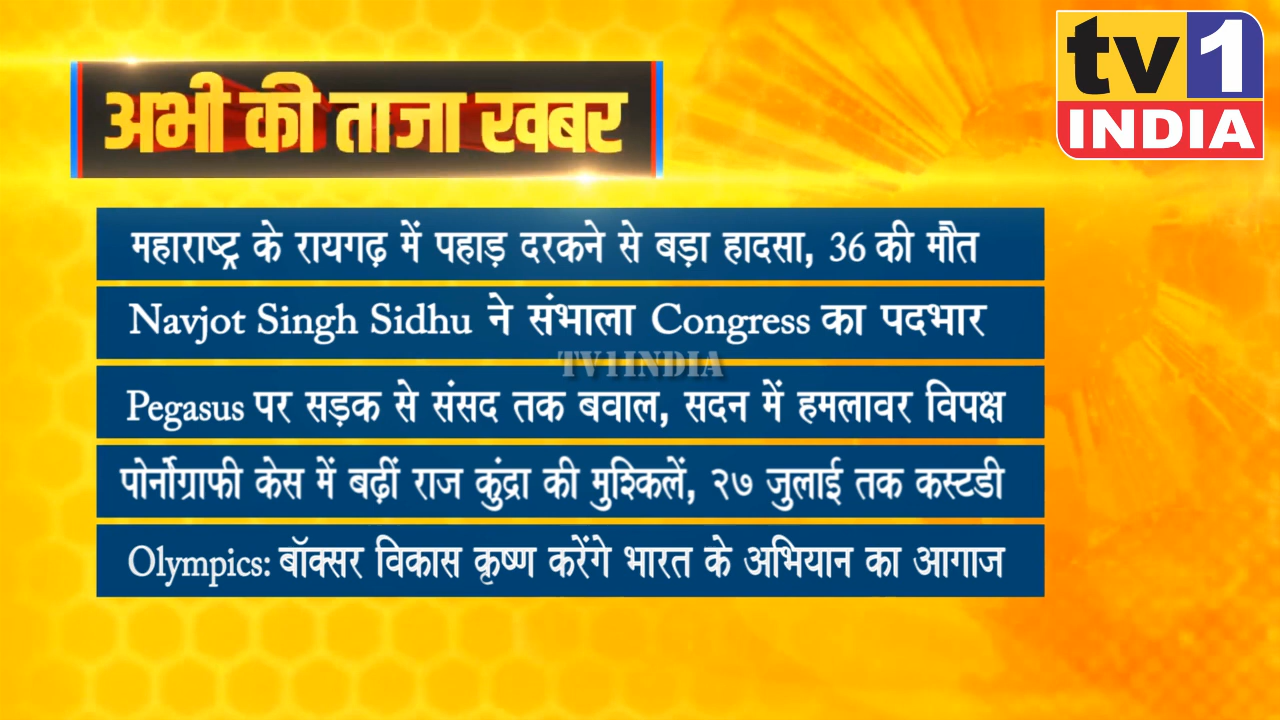 tv1
INDIA
अभी की ताजा खबर
महाराष्ट्र के रायगढ़ में पहाड़ दरकने से बड़ा हादसा, 36 की मौत
Navjot Singh Sidhu ने संभाला Congress का पदभार
TV1INDIA
Pegasus पर सड़क से संसद तक बवाल, सदन में हमलावर विपक्ष
पोर्नोग्राफी केस में बढ़ीं राज कुंद्रा की मुश्किलें, २७ जुलाई तक कस्टडी
Olympics: बॉक्सर विकास कृष्ण करेंगे भारत के अभियान का आगाज